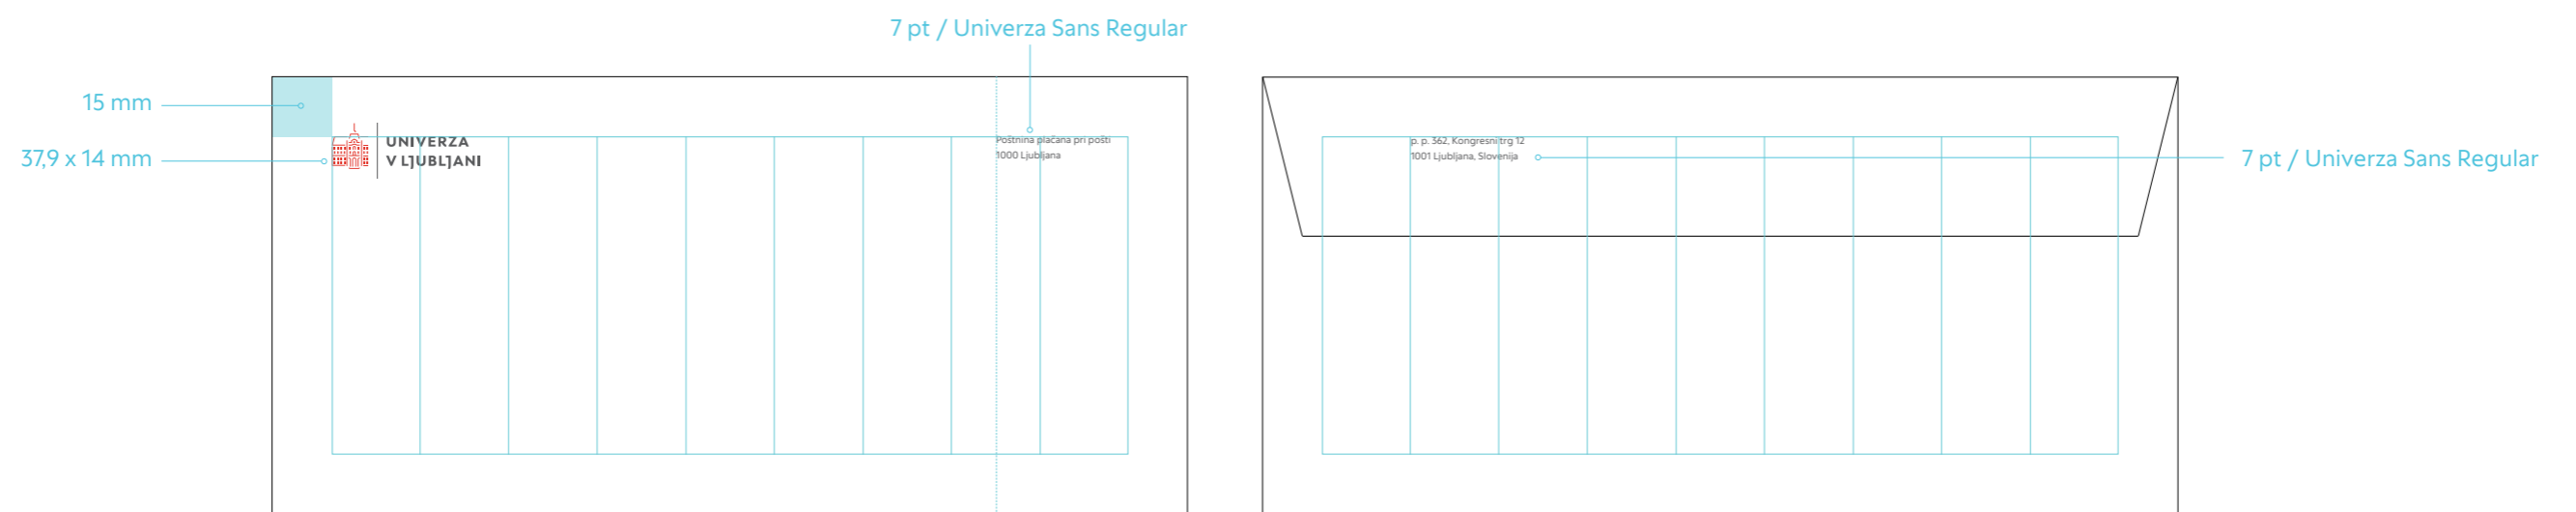 7 pt / Univerza Sans Regular
15 mm
37,9 x 14 mm
UNIVERZA
V LJUBLJANI
Poštnina plačana pri pošti
1000 Ljubljana
p. p. 362, Kongresni trg 12
1001 Ljubljana, Slovenija
7 pt / Univerza Sans Regular